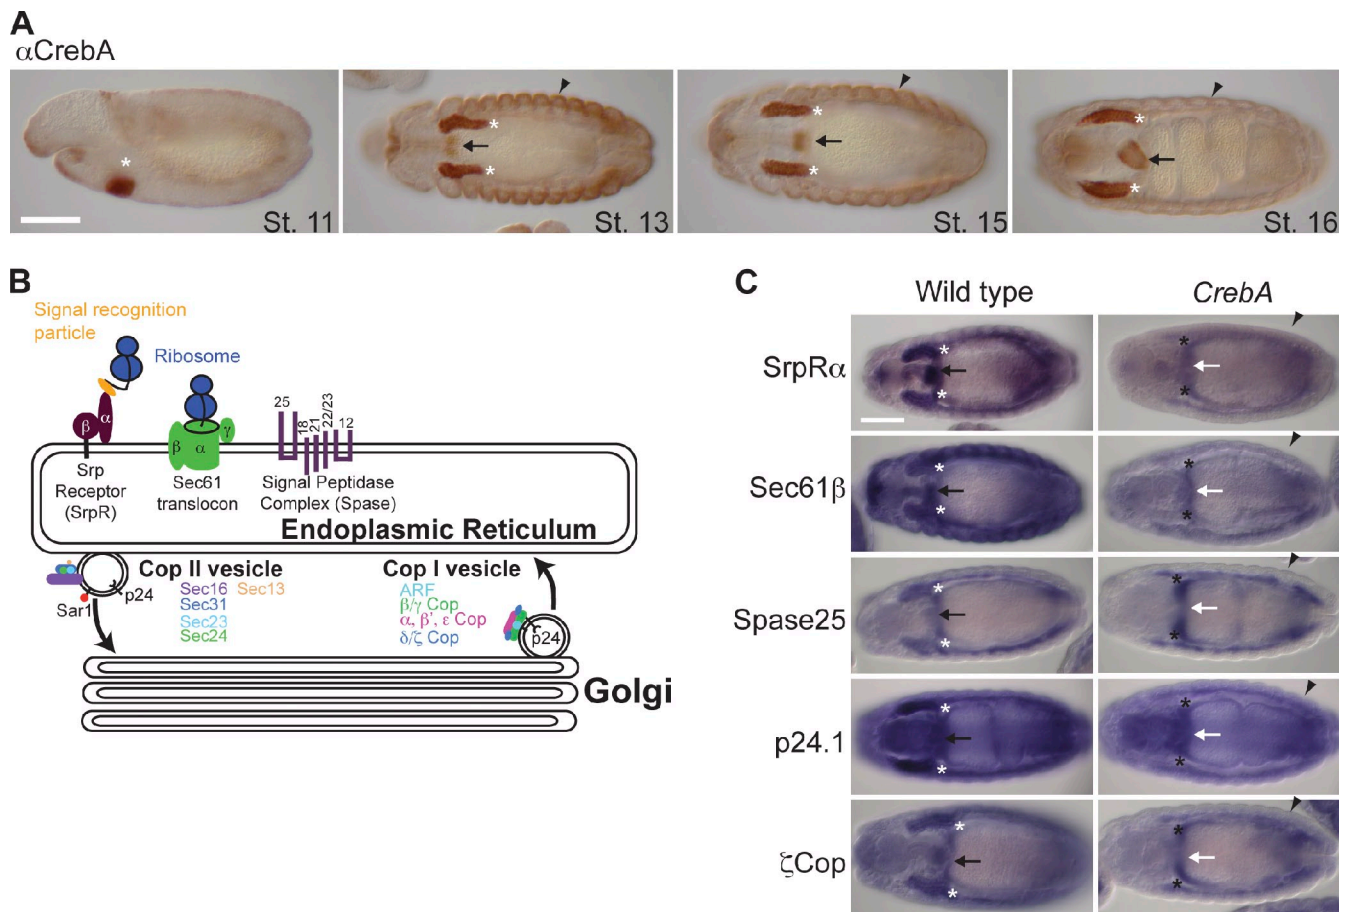 A
αCrebA
*
St. 11
*
*
St. 13
*
*
St. 15
*
*
St. 16
B
Signal recognition
particle
Ribosome
β
α
β
α
γ
25
18
21
22/23
12
Srp
Receptor
(SrpR)
Sec61
translocon
Signal Peptidase
Complex (Spase)
Endoplasmic Reticulum
Cop II vesicle
Sec16 Sec13
Sec31
Sec23
Sec24
Sar1
p24
Cop I vesicle
ARF
β/γ Cop
α, β', ε Cop
δ/ζ Cop
p24
Golgi
C
Wild type
CrebA
SrpRα
*
*
*
*
Sec61β
*
*
*
*
Spase25
*
*
*
*
p24.1
*
*
*
*
ζCop
*
*
*
*